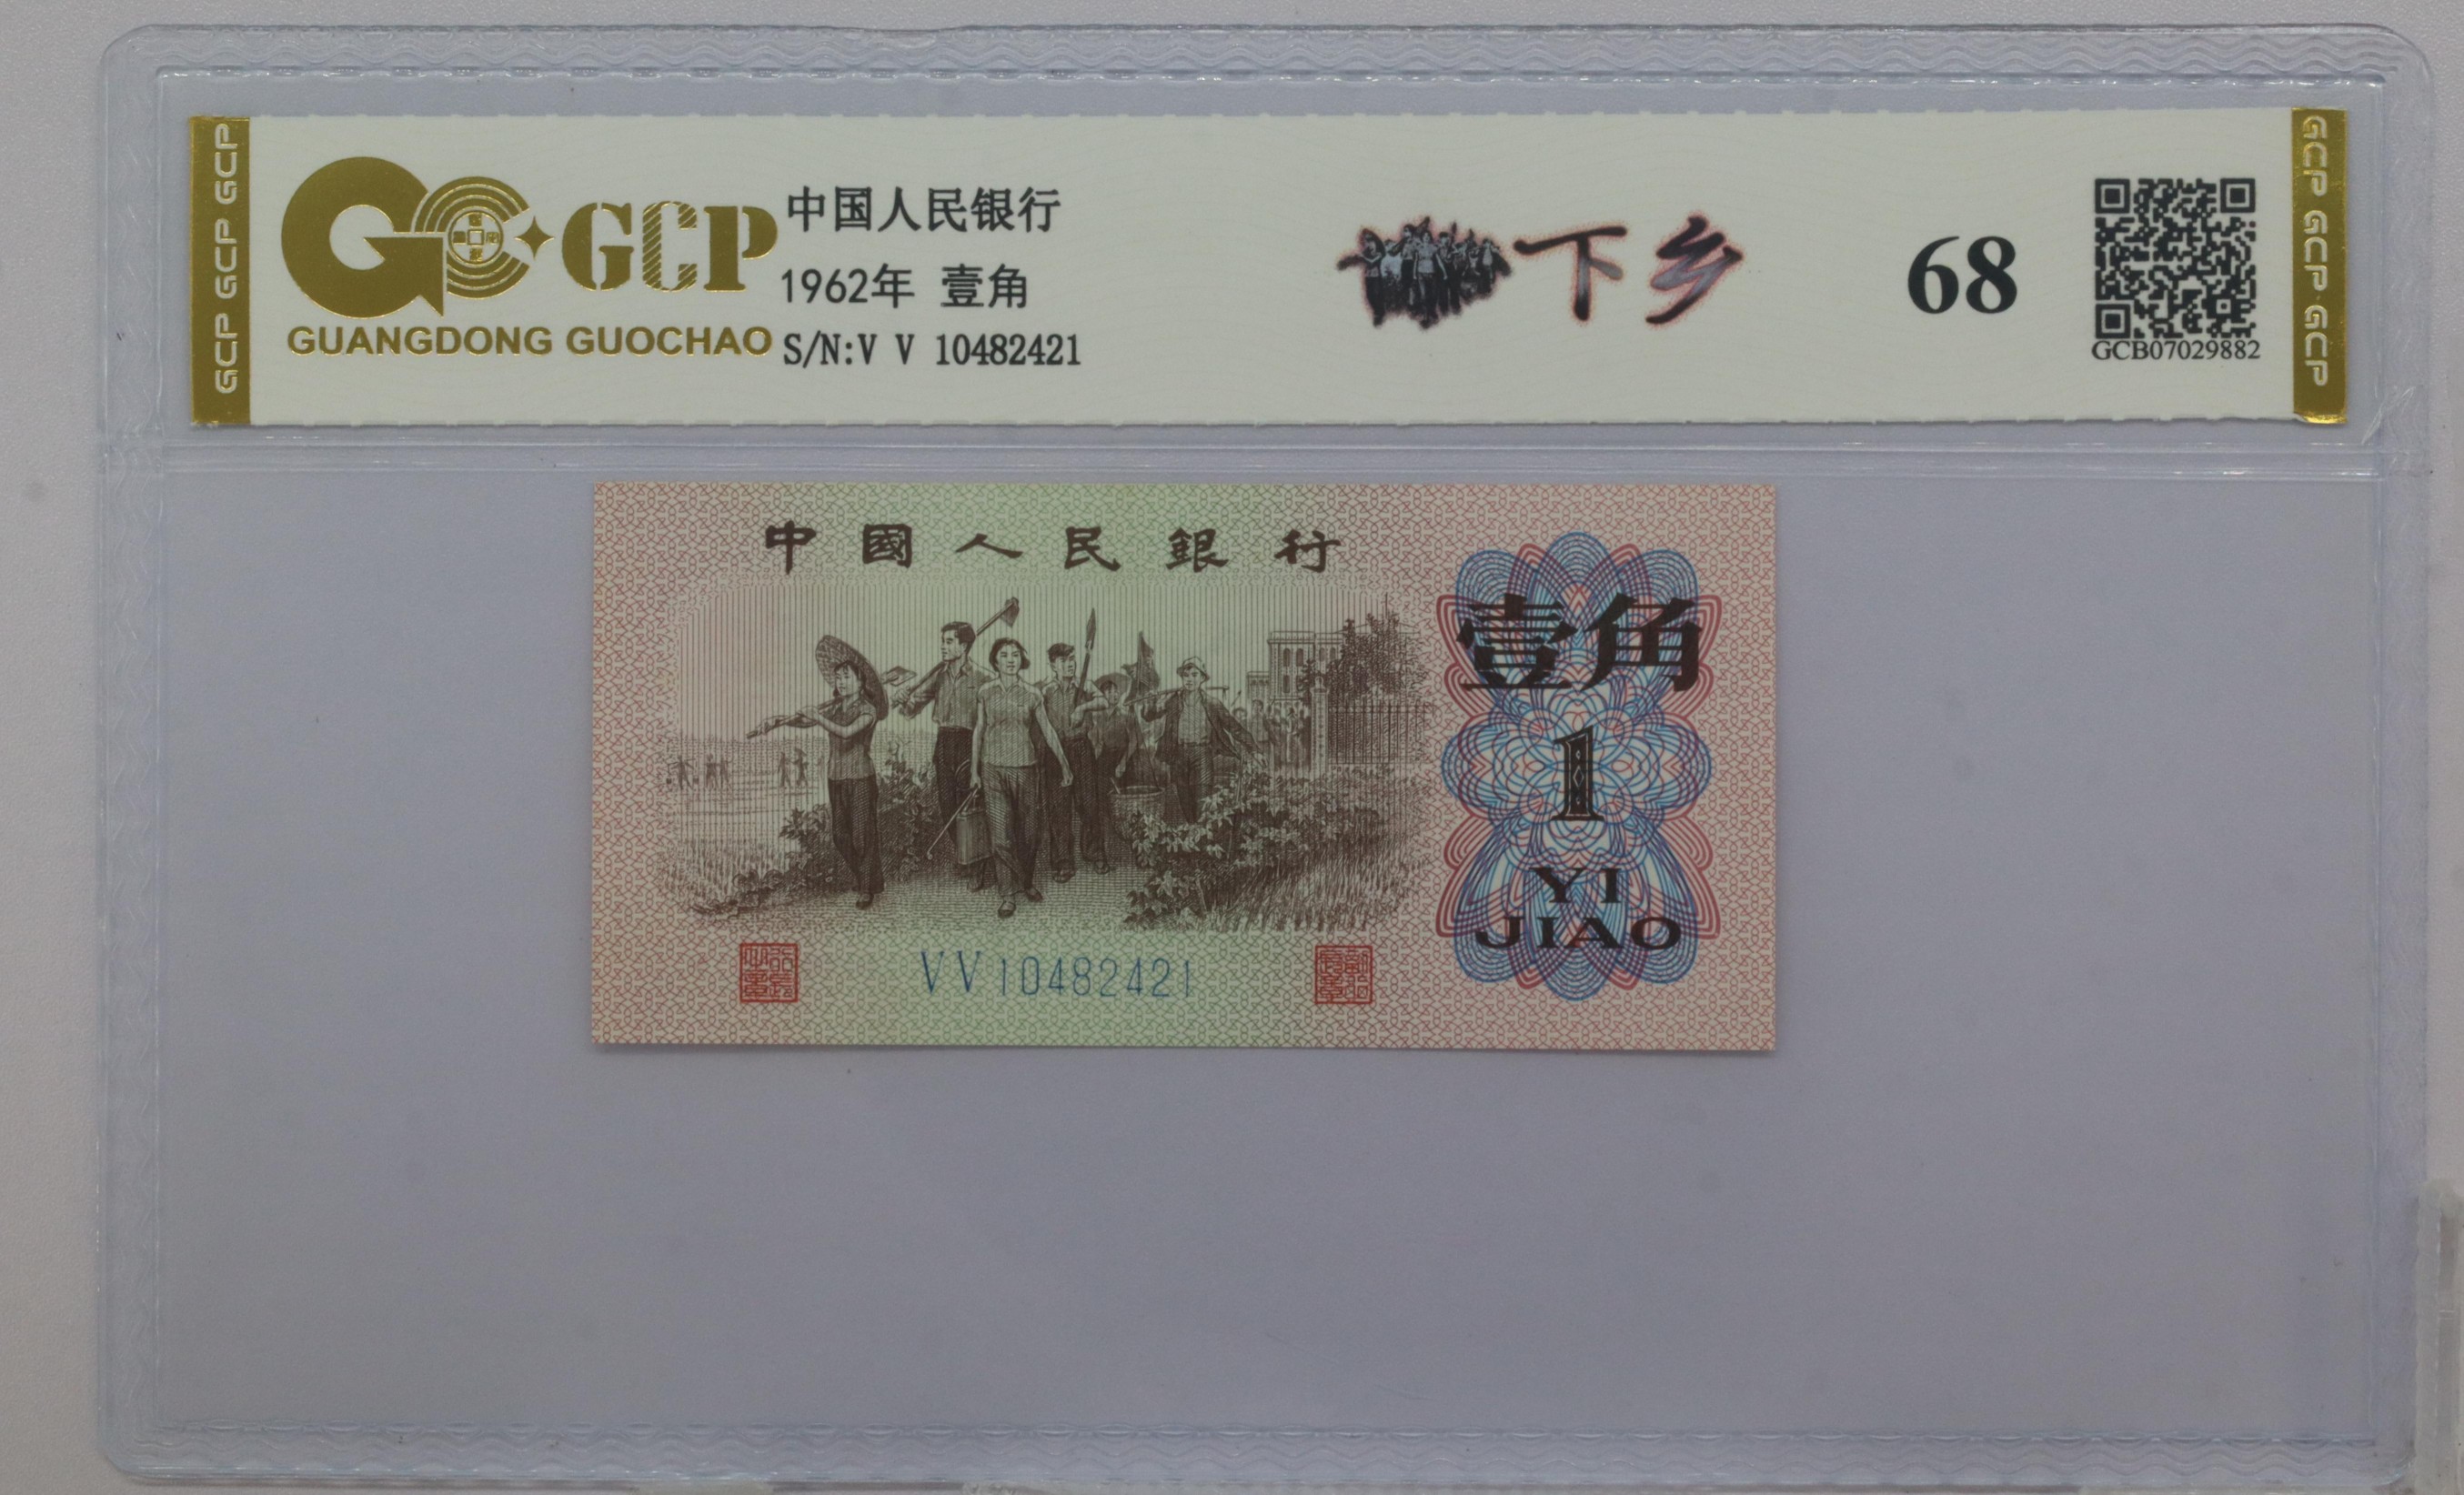 GCP GCP GCP
GCP
GUANGDONG GUOCHAO
中国人民银行
1962年 壹角
S/N:V V 10482421
下乡
68
GCB07029882
GCP GCP GCP
中國人民銀行
壹角
1
YI
JIAO
VV10482421